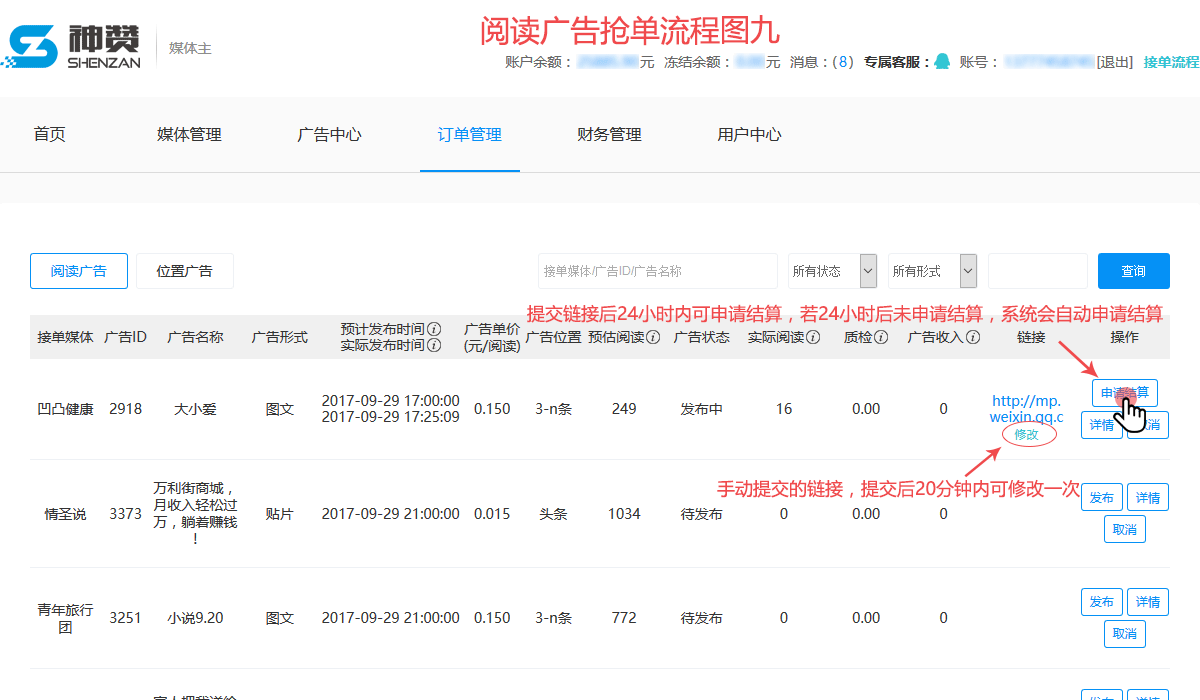 阅读广告抢单流程图九
神赞
SHENZAN
媒体主
账户余额： 元 冻结余额： 元 消息：(8) 专属客服： 账号： [退出] 接单流程
首页 媒体管理 广告中心 订单管理 财务管理 用户中心
阅读广告 位置广告 接单媒体/广告ID/广告名称 所有状态 所有形式 查询
提交链接后24小时内可申请结算，若24小时后未申请结算，系统会自动申请结算
接单媒体 广告ID 广告名称 广告形式 预计发布时间 广告单价 广告位置 预估阅读 广告状态 实际阅读 质检 广告收入 链接 操作
实际发布时间 (元/阅读)
凹凸健康 2918 大小爱 图文 2017-09-29 17:00:00 0.150 3-n条 249 发布中 16 0.00 0 http://mp. 申请结算
2017-09-29 17:25:09 weixin.qq.c
修改 详情 消
手动提交的链接，提交后20分钟内可修改一次
情圣说 3373 万利街商城， 贴片 2017-09-29 21:00:00 0.015 头条 1034 待发布 0 0.00 0 发布 详情
月收入轻松过
万，躺着赚钱
！
取消
青年旅行 3251 小说9.20 图文 2017-09-29 21:00:00 0.150 3-n条 772 待发布 0 0.00 0 发布 详情
团
取消